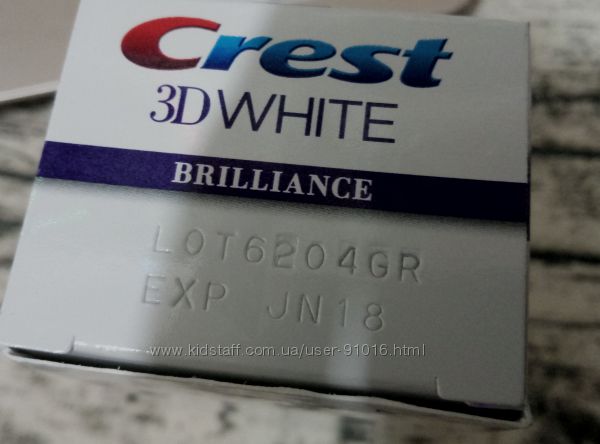 Crest
3D WHITE
BRILLIANCE
LOT6204GR
EXP JN18
www.kidstaff.com.ua/user-91016.html